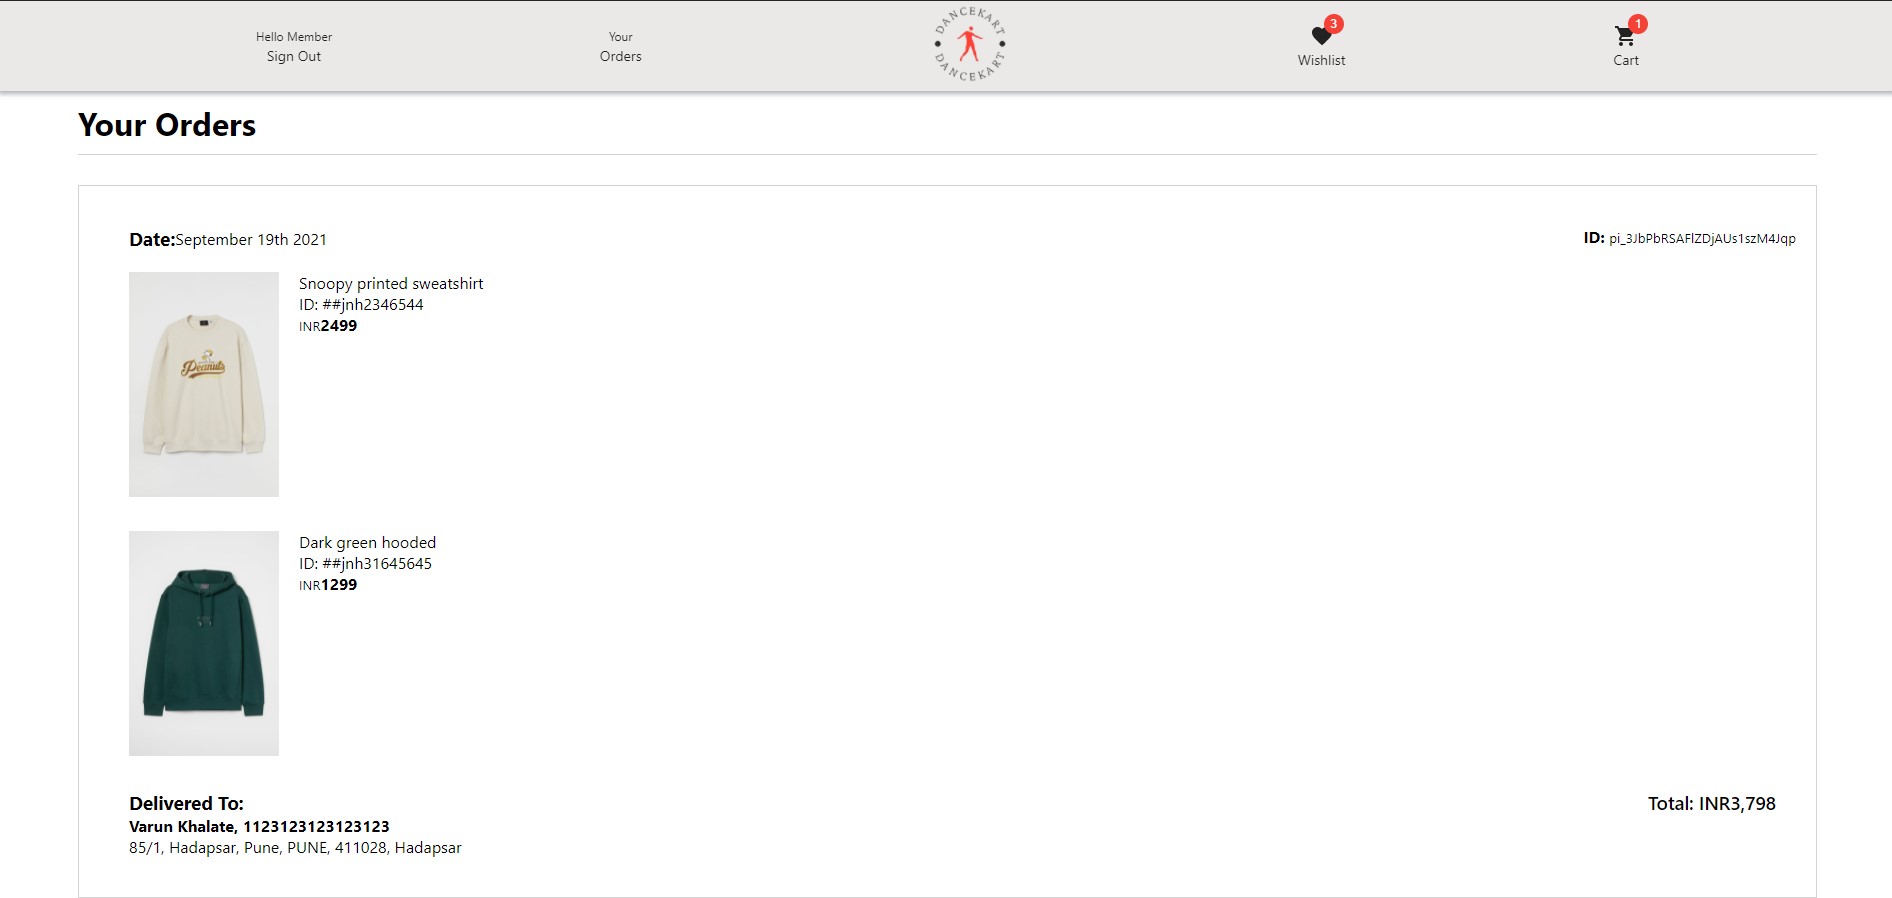 Hello Member
Sign Out
Your
Orders
DANCEKART
DANCEKART
3
Wishlist
1
Cart
Your Orders
Date:September 19th 2021
ID: pi_3JbPbRSAFlZDjAUs1szM4Jqp
Peanuts
Snoopy printed sweatshirt
ID: ##jnh2346544
INR2499
Dark green hooded
ID: ##jnh31645645
INR1299
Delivered To:
Total: INR3,798
Varun Khalate, 1123123123123123
85/1, Hadapsar, Pune, PUNE, 411028, Hadapsar